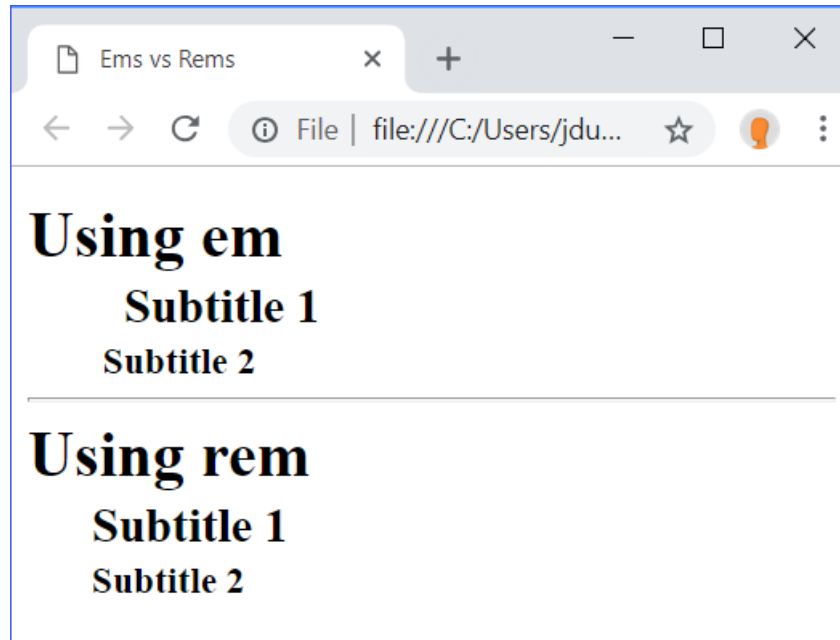 Ems vs Rems
File | file:///C:/Users/jdu...
Using em
Subtitle 1
Subtitle 2
Using rem
Subtitle 1
Subtitle 2